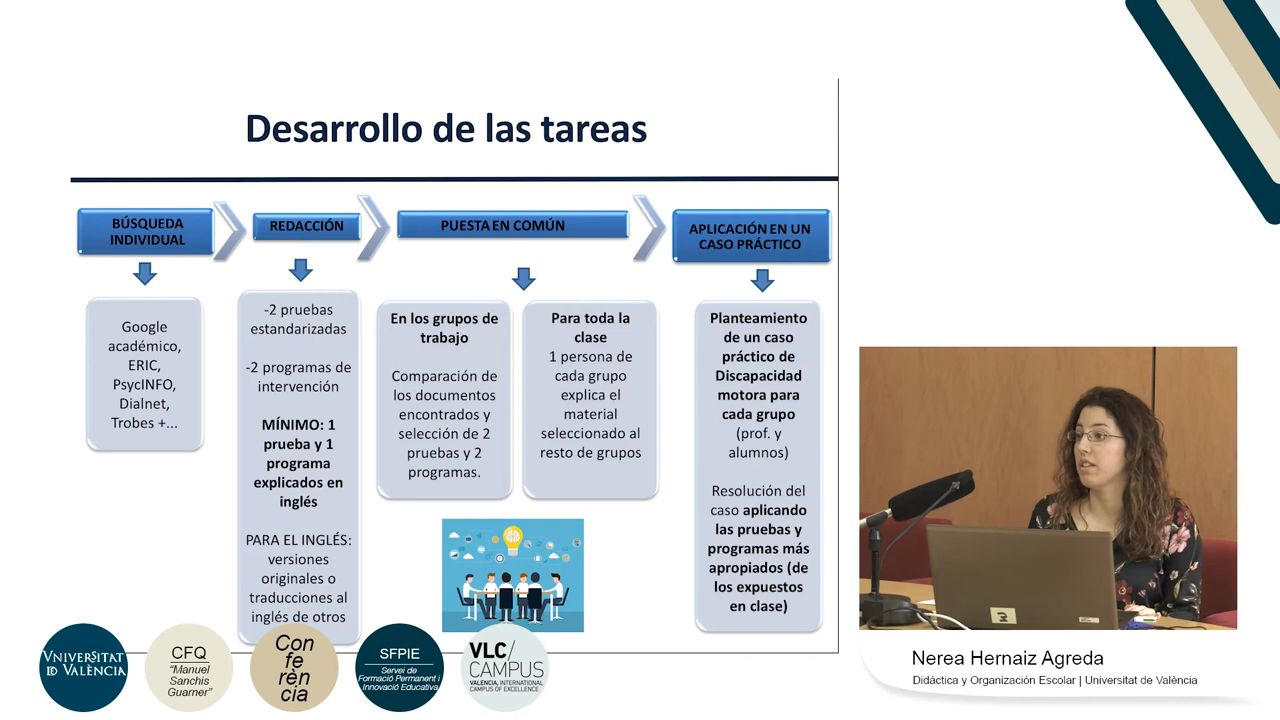 Desarrollo de las tareas
BÚSQUEDA
INDIVIDUAL
REDACCIÓN
PUESTA EN COMÚN
APLICACIÓN EN UN
CASO PRÁCTICO
Google
académico,
ERIC,
PsycINFO,
Dialnet,
Trobes +...
-2 pruebas
estandarizadas
-2 programas de
intervención
MÍNIMO: 1
prueba y 1
programa
explicados en
inglés
PARA EL INGLÉS:
versiones
originales o
traducciones al
inglés de otros
En los grupos de
trabajo
Comparación de
los documentos
encontrados y
selección de 2
pruebas y 2
programas.
Para toda la
clase
1 persona de
cada grupo
explica el
material
seleccionado al
resto de grupos
Planteamiento
de un caso
práctico de
Discapacidad
motora para
cada grupo
(prof. y
alumnos)
Resolución del
caso aplicando
las pruebas y
programas más
apropiados (de
los expuestos
en clase)
VNIVERSITAT
ID VALÈNCIA
CFQ
"Manuel
Sanchis
Guarner"
Con
fe
rèn
cia
SFPIE
Servei de
Formació Permanent i
Innovació Educativa
VLC/
CAMPUS
VALENCIA, INTERNATIONAL
CAMPUS OF EXCELLENCE
Nerea Hernaiz Agreda
Didáctica y Organización Escolar | Universitat de València